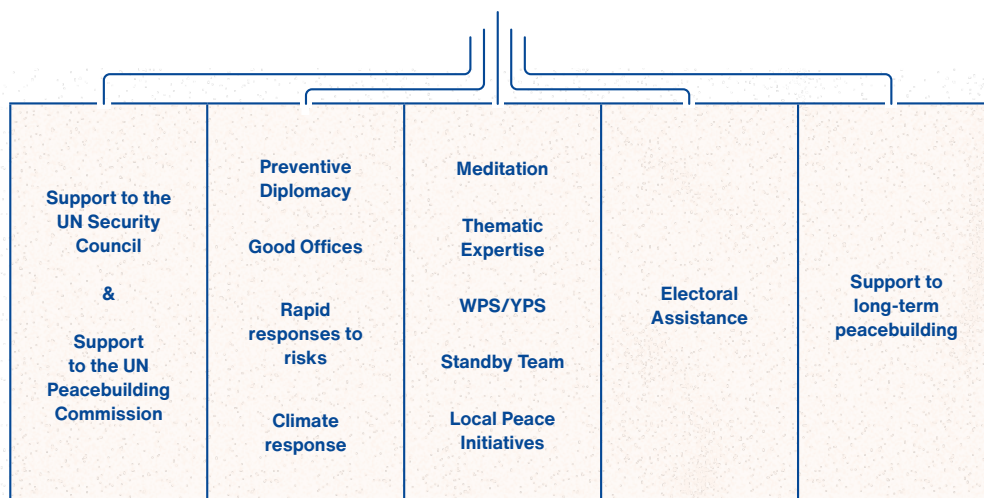 Support to the
UN Security
Council
&
Support
to the UN
Peacebuilding
Commission
Preventive
Diplomacy
Good Offices
Rapid
responses to
risks
Climate
response
Meditation
Thematic
Expertise
WPS/YPS
Standby Team
Local Peace
Initiatives
Electoral
Assistance
Support to
long-term
peacebuilding